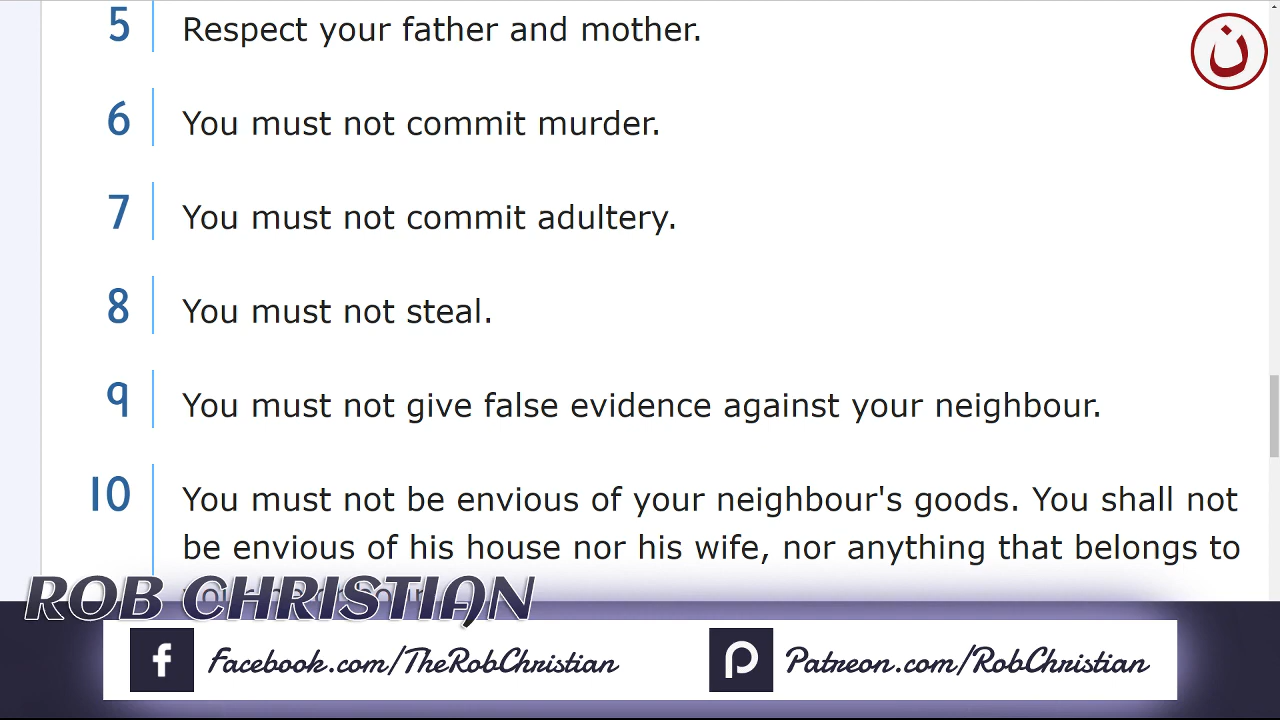 5 Respect your father and mother.
ن
6 You must not commit murder.
7 You must not commit adultery.
8 You must not steal.
9 You must not give false evidence against your neighbour.
10 You must not be envious of your neighbour's goods. You shall not
be envious of his house nor his wife, nor anything that belongs to
ROB CHRISTIAN
f Facebook.com/TheRobChristian
Patreon.com/RobChristian